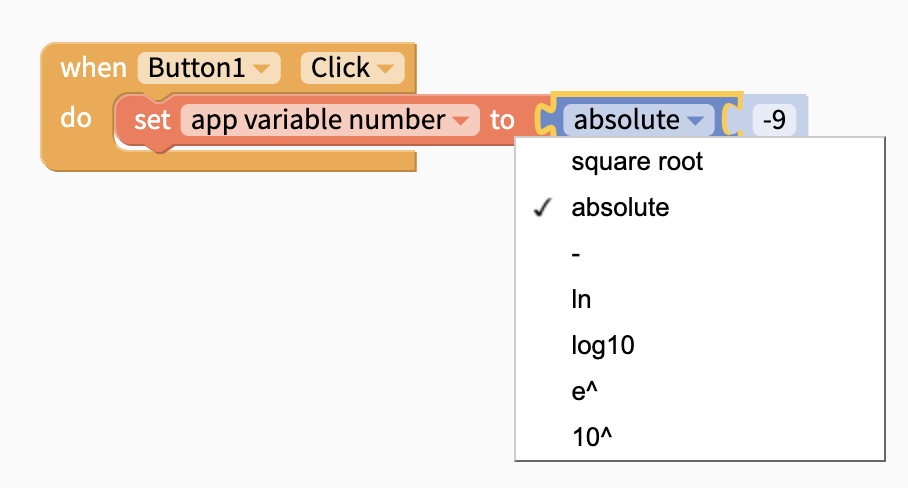 when Button1 Click
do set app variable number to absolute -9
square root
✓ absolute
-
ln
log10
e^
10^